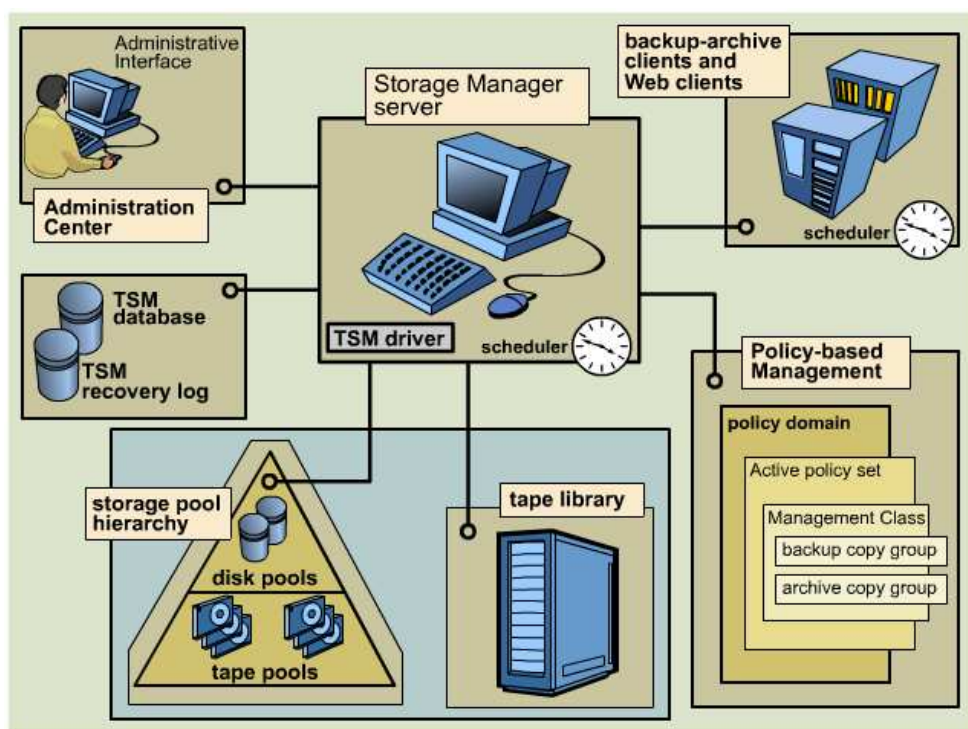 Administrative
Interface
Administration
Center
Storage Manager
server
backup-archive
clients and
Web clients
scheduler
TSM
database
TSM
recovery log
TSM driver
scheduler
Policy-based
Management
policy domain
Active policy set
Management Class
backup copy group
archive copy group
storage pool
hierarchy
disk pools
tape pools
tape library